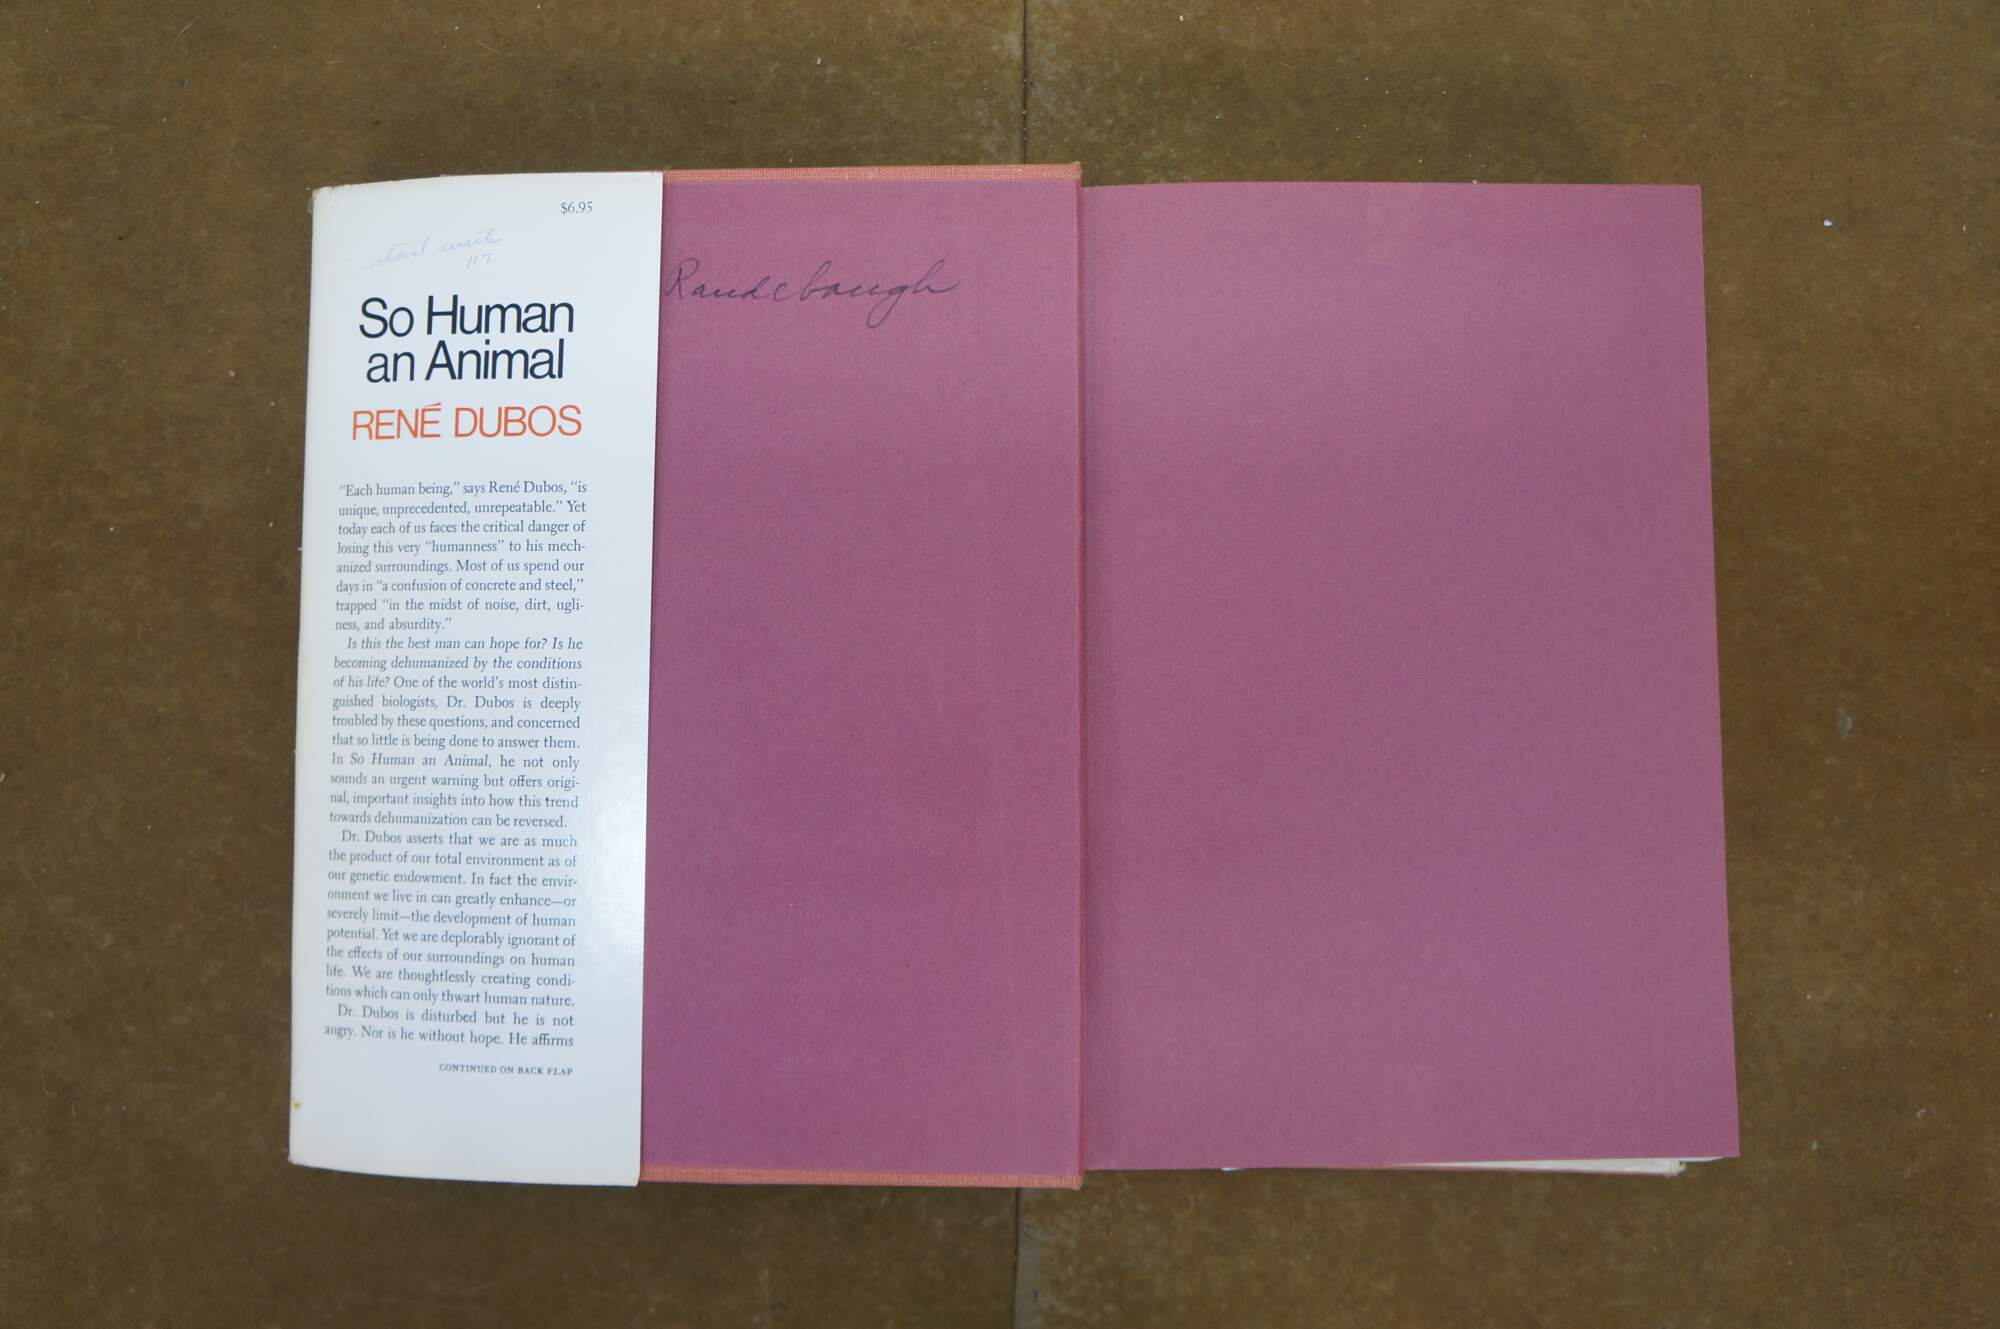 $6.95
start with
117
So Human
an Animal
RENÉ DUBOS
“Each human being,” says René Dubos, “is
unique, unprecedented, unrepeatable.” Yet
today each of us faces the critical danger of
losing this very “humanness” to his mech-
anized surroundings. Most of us spend our
days in “a confusion of concrete and steel,”
trapped “in the midst of noise, dirt, ugli-
ness, and absurdity.”
Is this the best man can hope for? Is he
becoming dehumanized by the conditions
of his life? One of the world’s most distin-
guished biologists, Dr. Dubos is deeply
troubled by these questions, and concerned
that so little is being done to answer them.
In So Human an Animal, he not only
sounds an urgent warning but offers origi-
nal, important insights into how this trend
towards dehumanization can be reversed.
Dr. Dubos asserts that we are as much
the product of our total environment as of
our genetic endowment. In fact the envir-
onment we live in can greatly enhance—or
severely limit—the development of human
potential. Yet we are deplorably ignorant of
the effects of our surroundings on human
life. We are thoughtlessly creating condi-
tions which can only thwart human nature.
Dr. Dubos is disturbed but he is not
angry. Nor is he without hope. He affirms
CONTINUED ON BACK FLAP
Raudebaugh